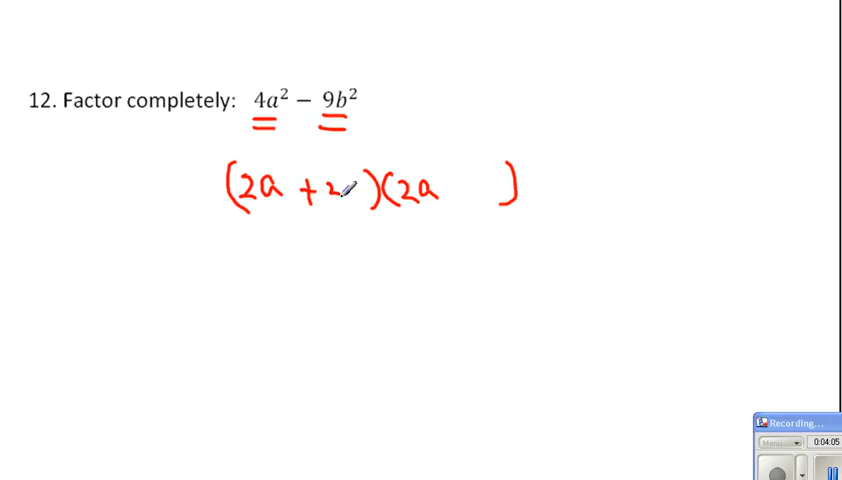 12. Factor completely: 4a² − 9b²
(2a + )(2a )
Recording...
Menu
0:04:05